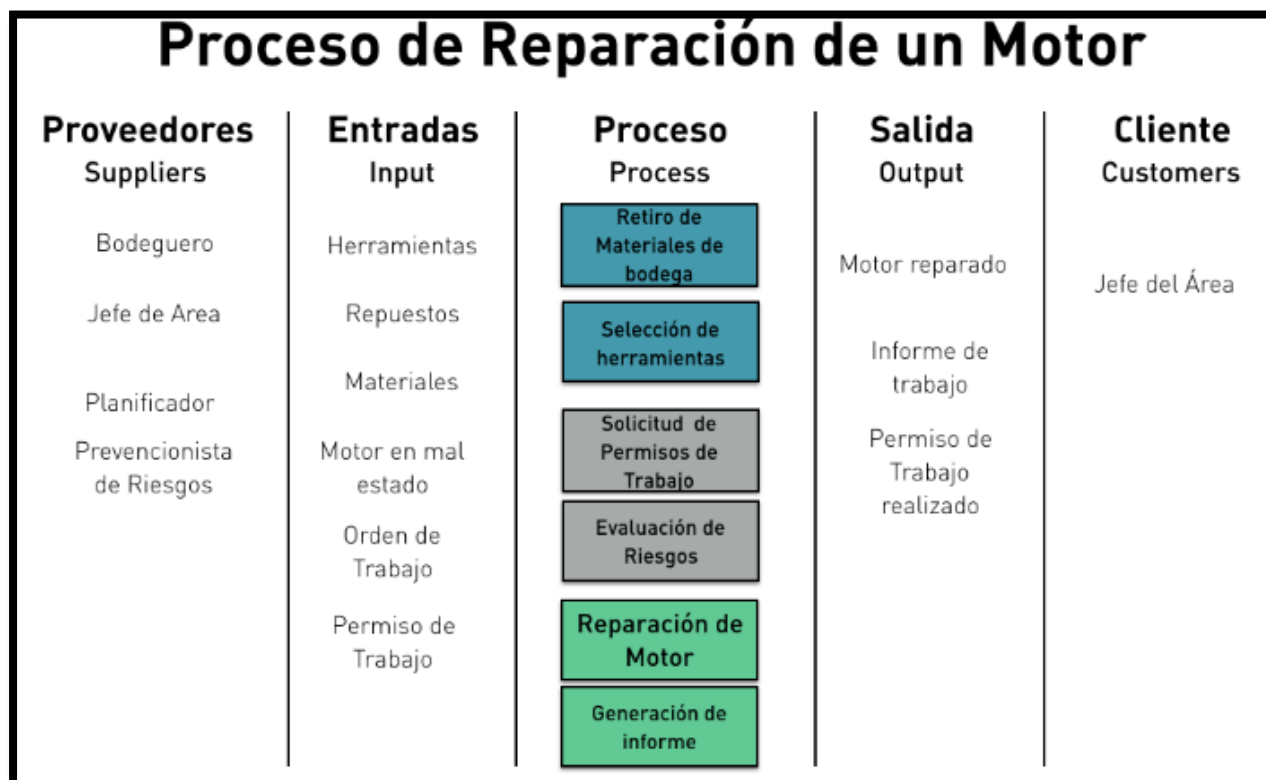 Proceso de Reparación de un Motor
Proveedores
Suppliers
Bodeguero
Jefe de Area
Planificador
Prevencionista
de Riesgos
Entradas
Input
Herramientas
Repuestos
Materiales
Motor en mal
estado
Orden de
Trabajo
Permiso de
Trabajo
Proceso
Process
Retiro de
Materiales de
bodega
Selección de
herramientas
Solicitud de
Permisos de
Trabajo
Evaluación de
Riesgos
Reparación de
Motor
Generación de
informe
Salida
Output
Motor reparado
Informe de
trabajo
Permiso de
Trabajo
realizado
Cliente
Customers
Jefe del Área